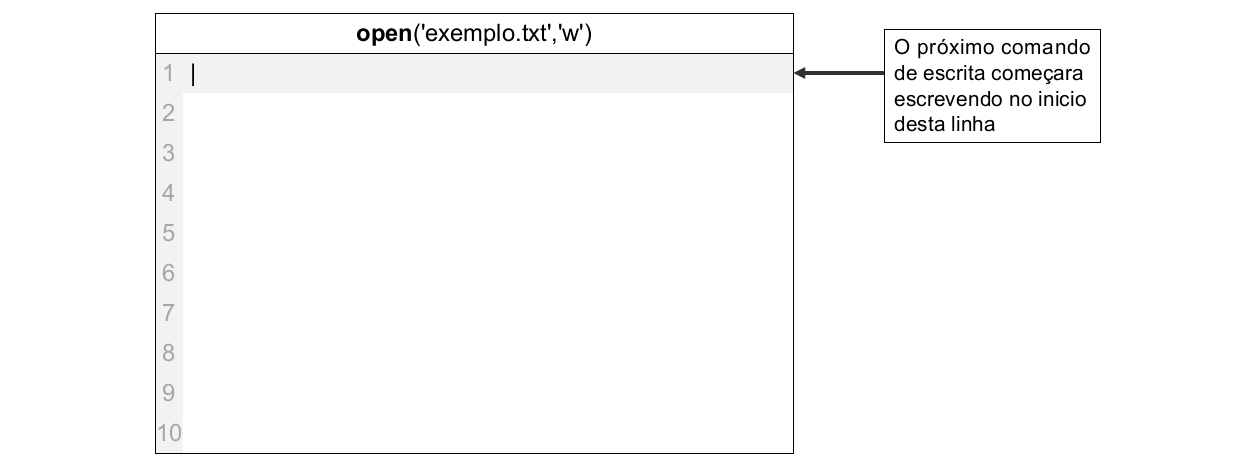 open('exemplo.txt','w')
1
2
3
4
5
6
7
8
9
10
O próximo comando
de escrita começara
escrevendo no inicio
desta linha